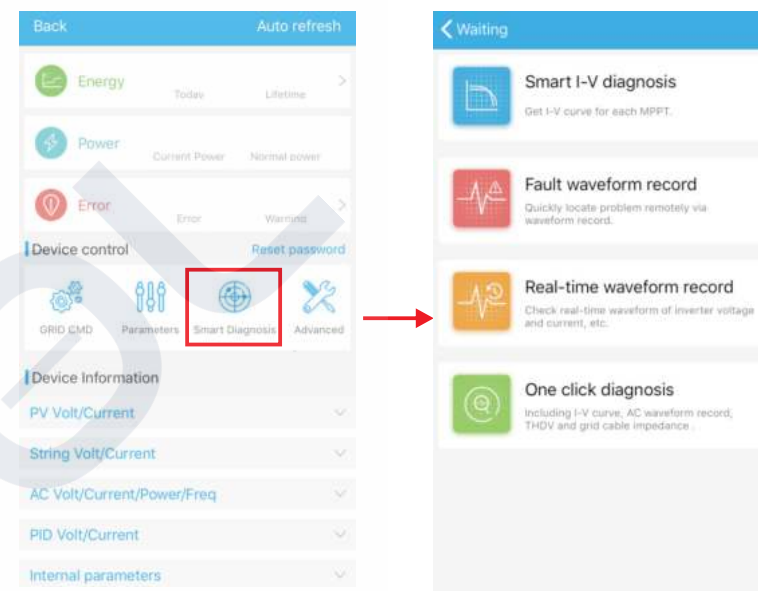 Back
Auto refresh
Energy
Today
Lifetime
Power
Current Power
Normal power
Error
Error
Warning
Device control
Reset password
GRID CMD
Parameters
Smart Diagnosis
Advanced
Device Information
PV Volt/Current
String Volt/Current
AC Volt/Current/Power/Freq
PID Volt/Current
Internal parameters
Waiting
Smart I-V diagnosis
Get I-V curve for each MPPT.
Fault waveform record
Quickly locate problem remotely via
waveform record.
Real-time waveform record
Check real-time waveform of inverter voltage
and current, etc.
One click diagnosis
Including I-V curve, AC waveform record,
THDV and grid cable impedance .